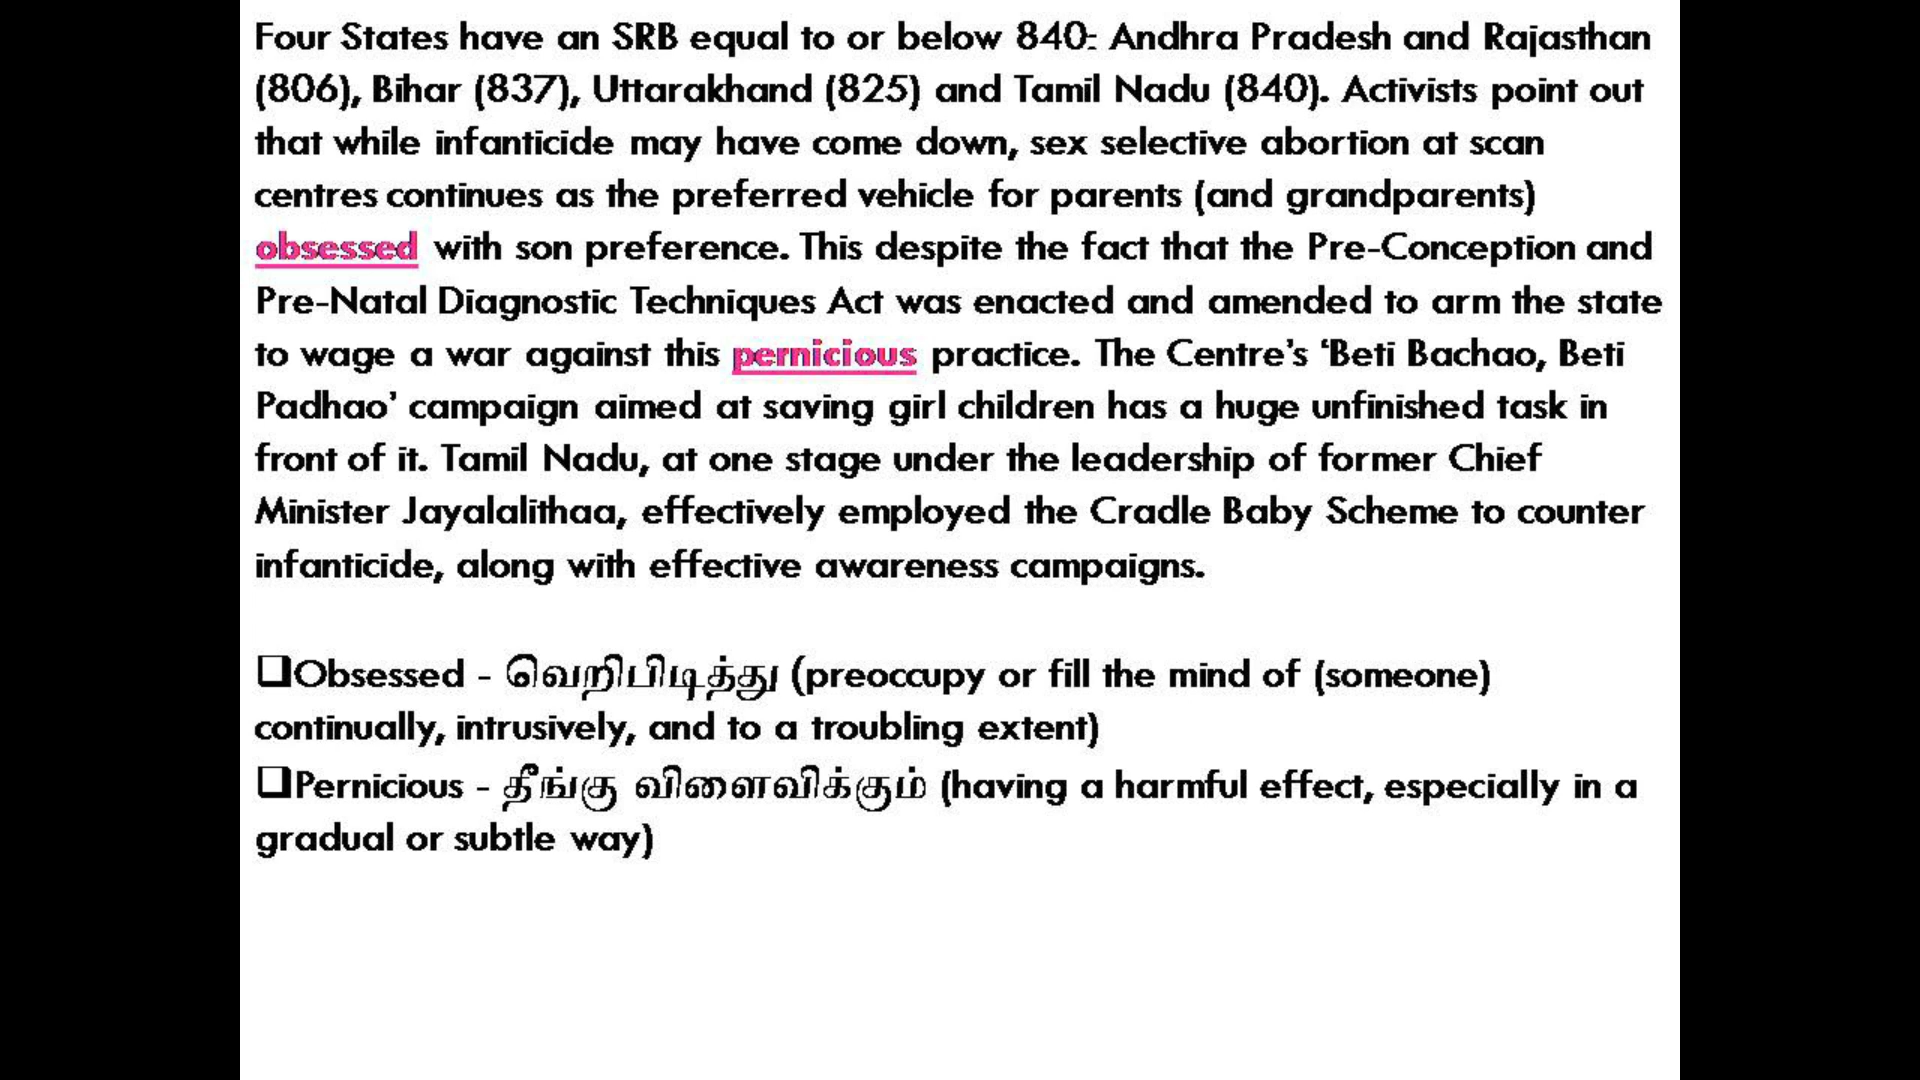 Four States have an SRB equal to or below 840: Andhra Pradesh and Rajasthan
(806), Bihar (837), Uttarakhand (825) and Tamil Nadu (840). Activists point out
that while infanticide may have come down, sex selective abortion at scan
centres continues as the preferred vehicle for parents (and grandparents)
obsessed with son preference. This despite the fact that the Pre-Conception and
Pre-Natal Diagnostic Techniques Act was enacted and amended to arm the state
to wage a war against this pernicious practice. The Centre’s ‘Beti Bachao, Beti
Padhao’ campaign aimed at saving girl children has a huge unfinished task in
front of it. Tamil Nadu, at one stage under the leadership of former Chief
Minister Jayalalithaa, effectively employed the Cradle Baby Scheme to counter
infanticide, along with effective awareness campaigns.
❑Obsessed - வெறிபிடித்து (preoccupy or fill the mind of (someone)
continually, intrusively, and to a troubling extent)
❑Pernicious - தீங்கு விளைவிக்கும் (having a harmful effect, especially in a
gradual or subtle way)